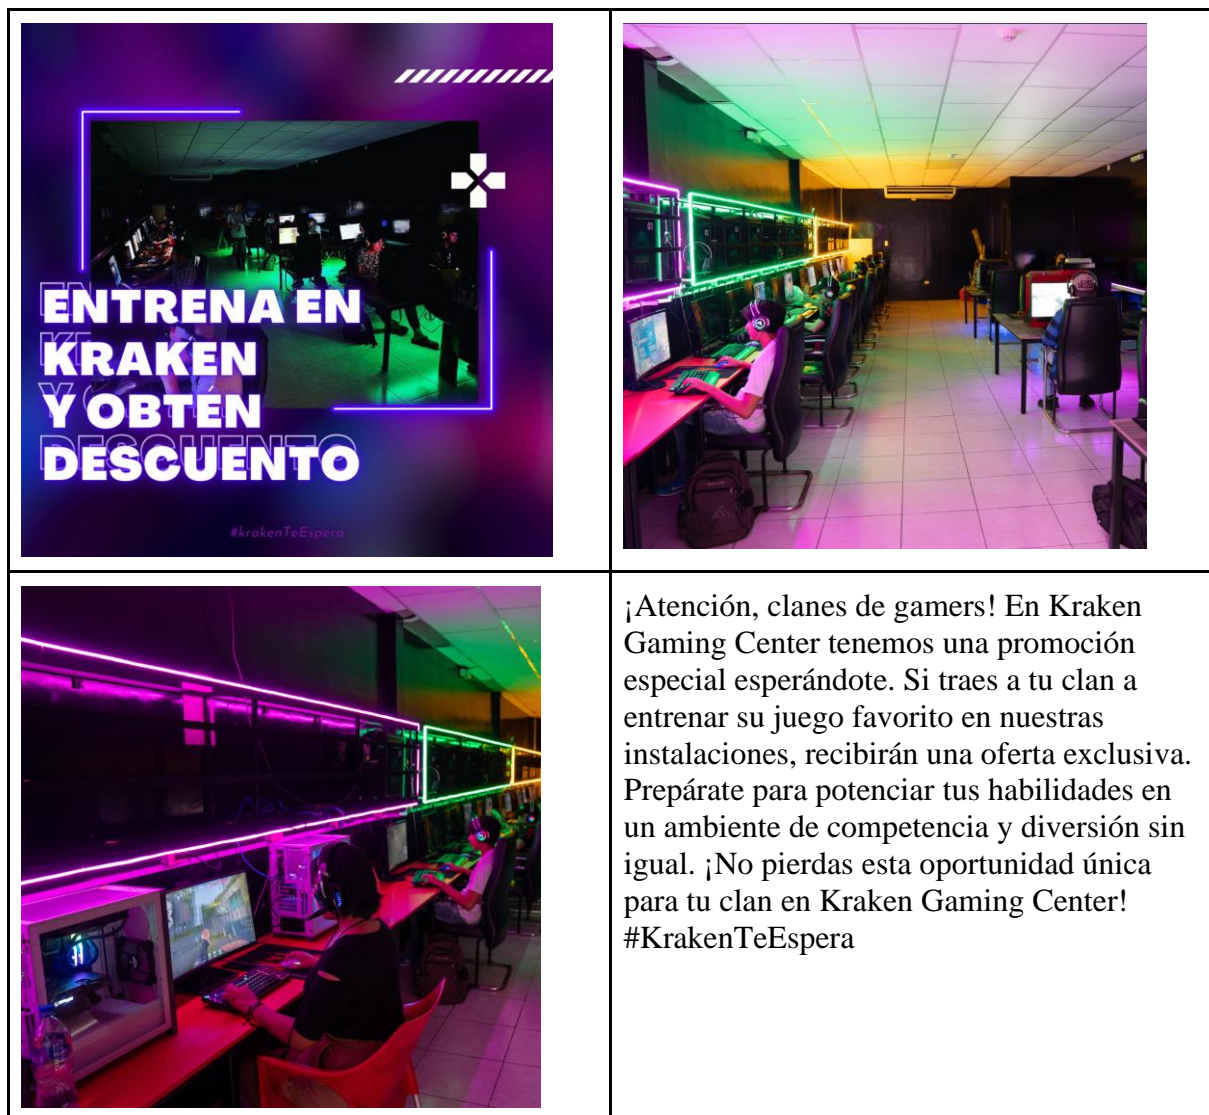 ENTRENA EN
KRAKEN
Y OBTEN
DESCUENTO
#krakenTeEspera
01
02
¡Atención, clanes de gamers! En Kraken
Gaming Center tenemos una promoción
especial esperándote. Si traes a tu clan a
entrenar su juego favorito en nuestras
instalaciones, recibirán una oferta exclusiva.
Prepárate para potenciar tus habilidades en
un ambiente de competencia y diversión sin
igual. ¡No pierdas esta oportunidad única
para tu clan en Kraken Gaming Center!
#KrakenTeEspera